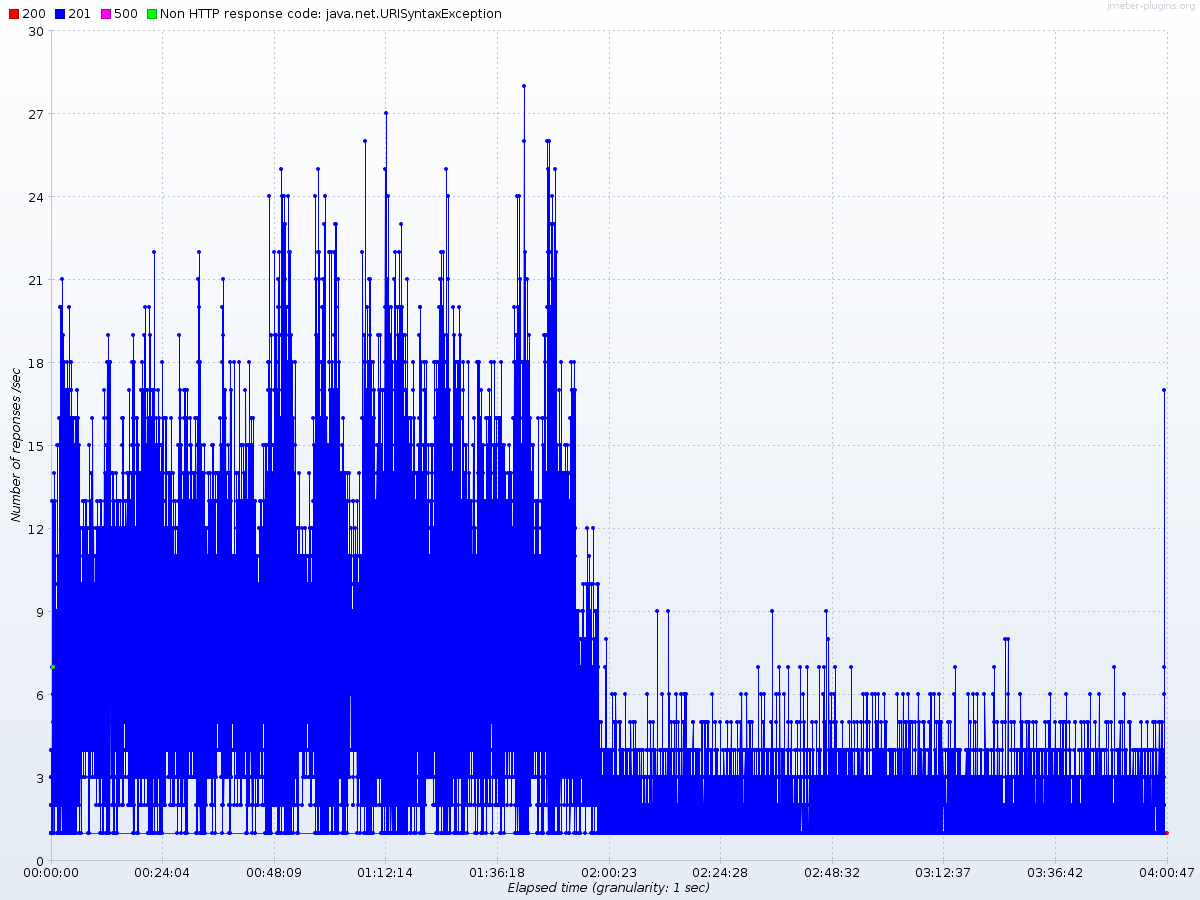 200 201 500 Non HTTP response code: java.net.URISyntaxException
jmeter-plugins.org
30
27
24
21
18
15
12
9
6
3
0
Number of reponses /sec
00:00:00 00:24:04 00:48:09 01:12:14 01:36:18 02:00:23 02:24:28 02:48:32 03:12:37 03:36:42 04:00:47
Elapsed time (granularity: 1 sec)